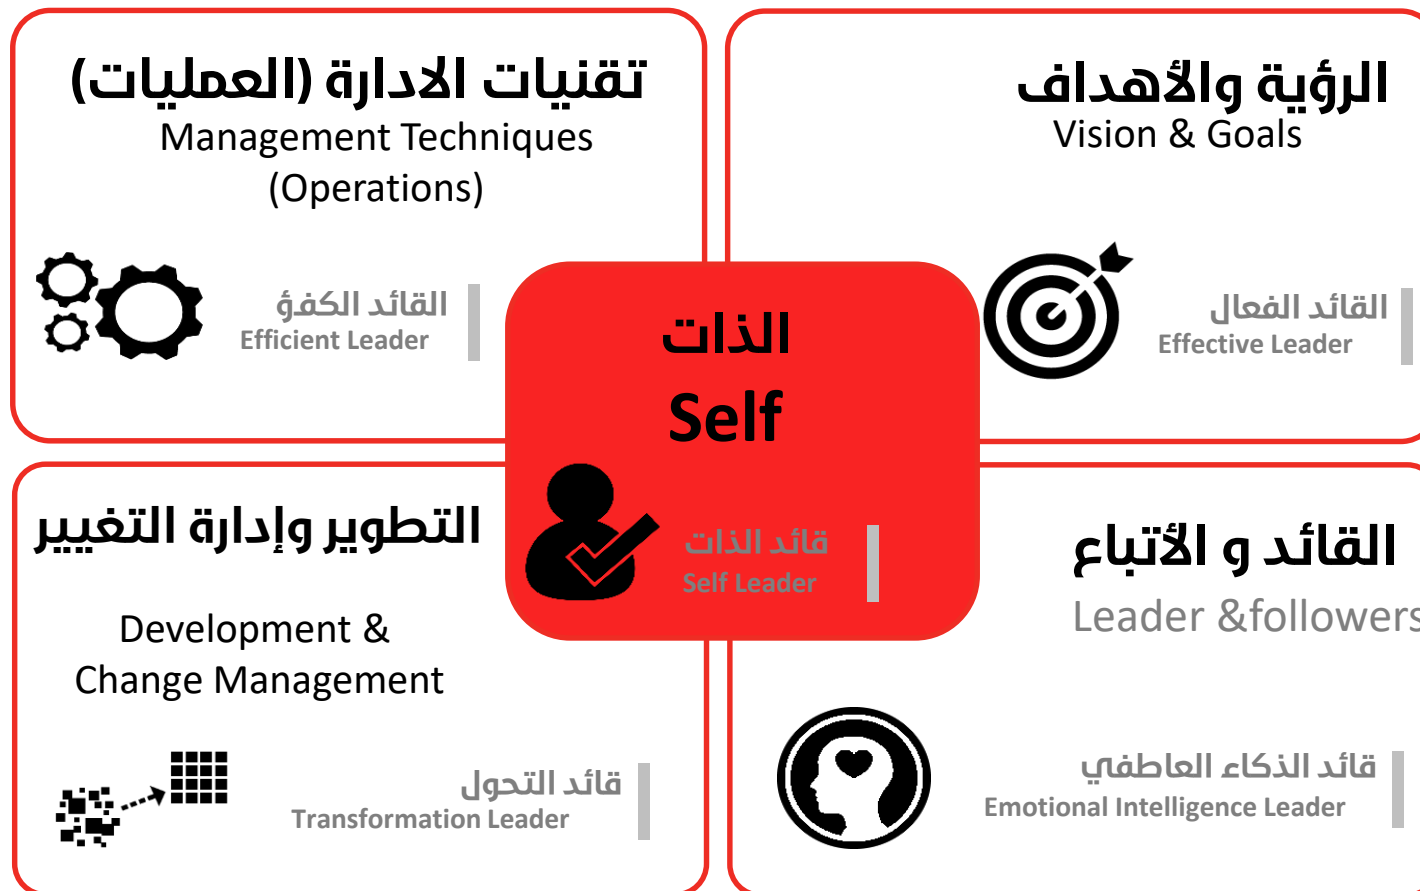 تقنيات الادارة (العمليات)
Management Techniques
(Operations)
القائد الكفؤ
Efficient Leader
الرؤية والأهداف
Vision & Goals
القائد الفعال
Effective Leader
الذات
Self
قائد الذات
Self Leader
التطوير وإدارة التغيير
Development &
Change Management
قائد التحول
Transformation Leader
القائد و الأتباع
Leader &followers
قائد الذكاء العاطفي
Emotional Intelligence Leader